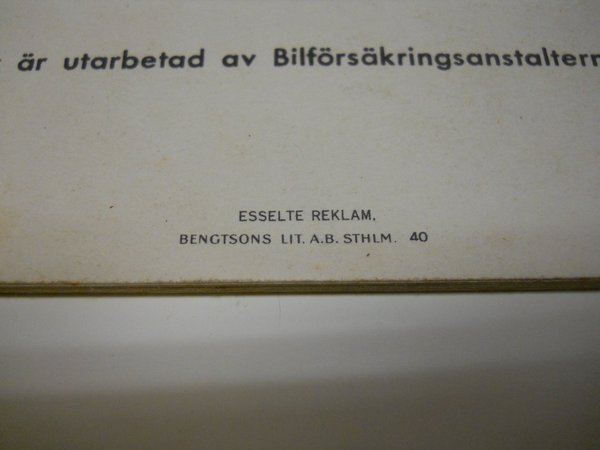 är utarbetad av Bilförsäkringsanstaltern
ESSELTE REKLAM.
BENGTSONS LIT. A.B. STHLM. 40